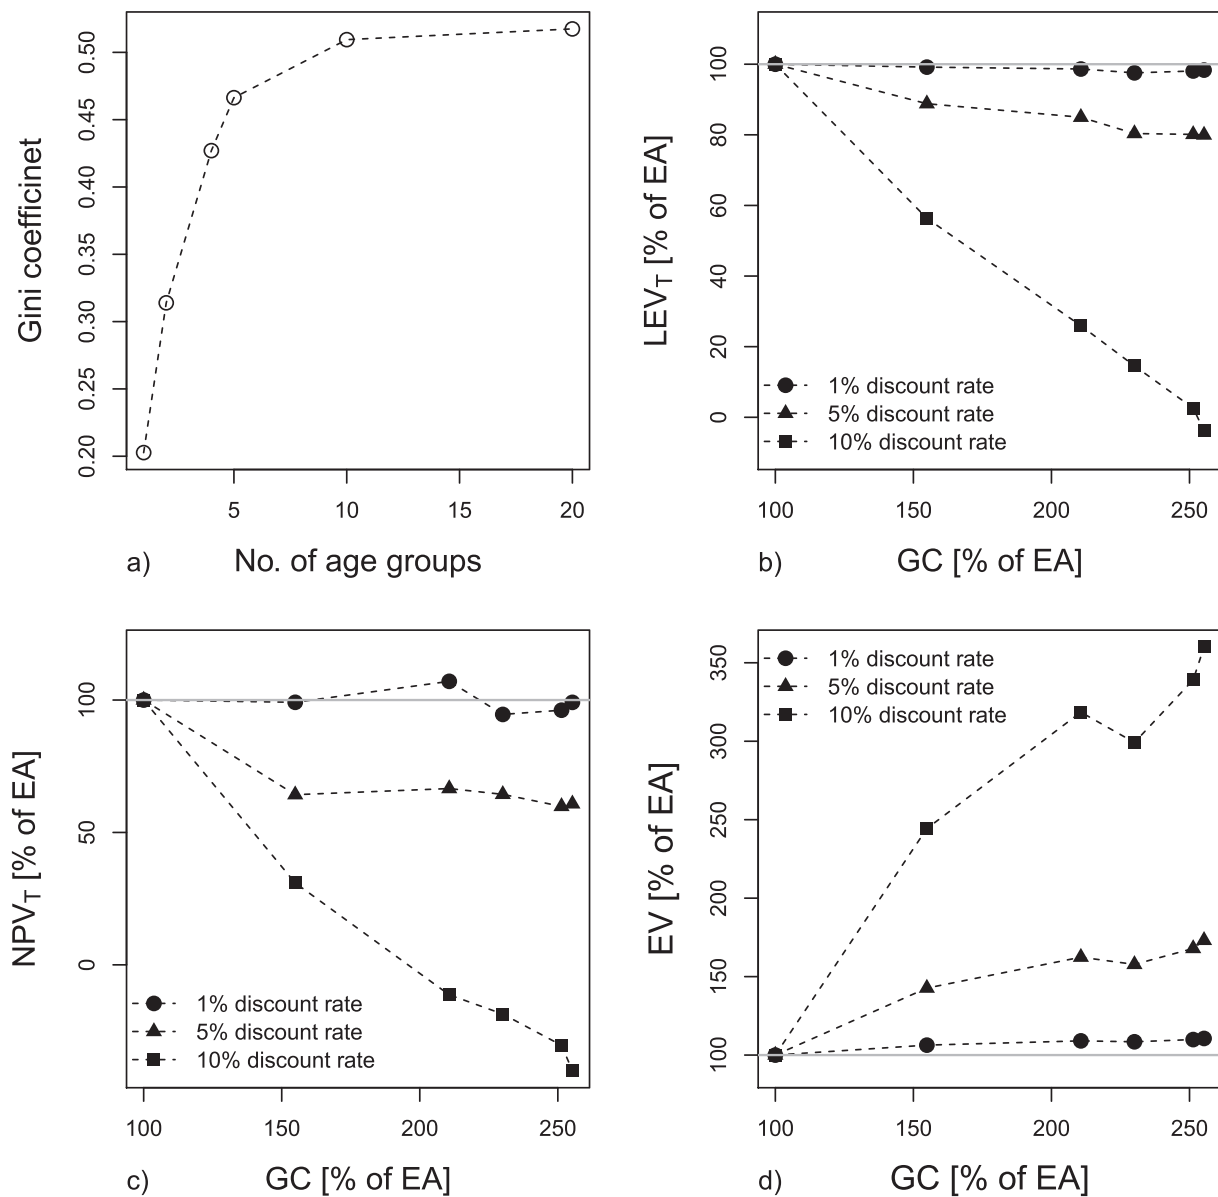 0.20 0.25 0.30 0.35 0.40 0.45 0.50
Gini coefficinet
5 10 15 20
a) No. of age groups
0 20 40 60 80 100
LEVT [% of EA]
1% discount rate
5% discount rate
10% discount rate
100 150 200 250
b) GC [% of EA]
0 50 100
NPVT [% of EA]
1% discount rate
5% discount rate
10% discount rate
100 150 200 250
c) GC [% of EA]
100 150 200 250 300 350
EV [% of EA]
1% discount rate
5% discount rate
10% discount rate
100 150 200 250
d) GC [% of EA]